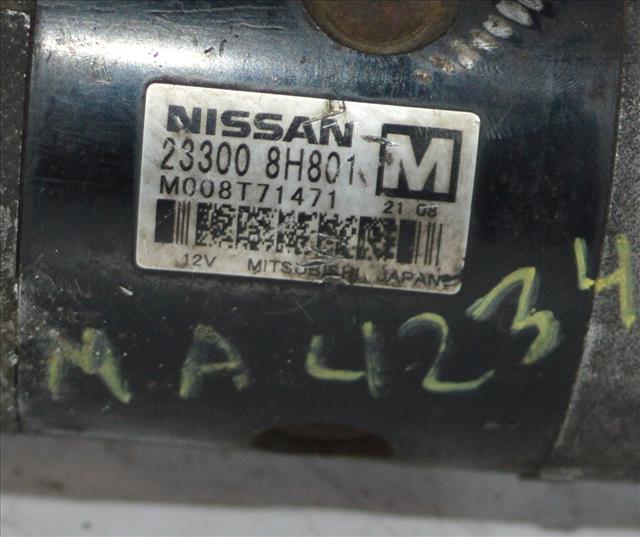 NISSAN
23300 8H801 M
M008T71471
21 08
12V MITSUBISHI JAPAN
MA4234